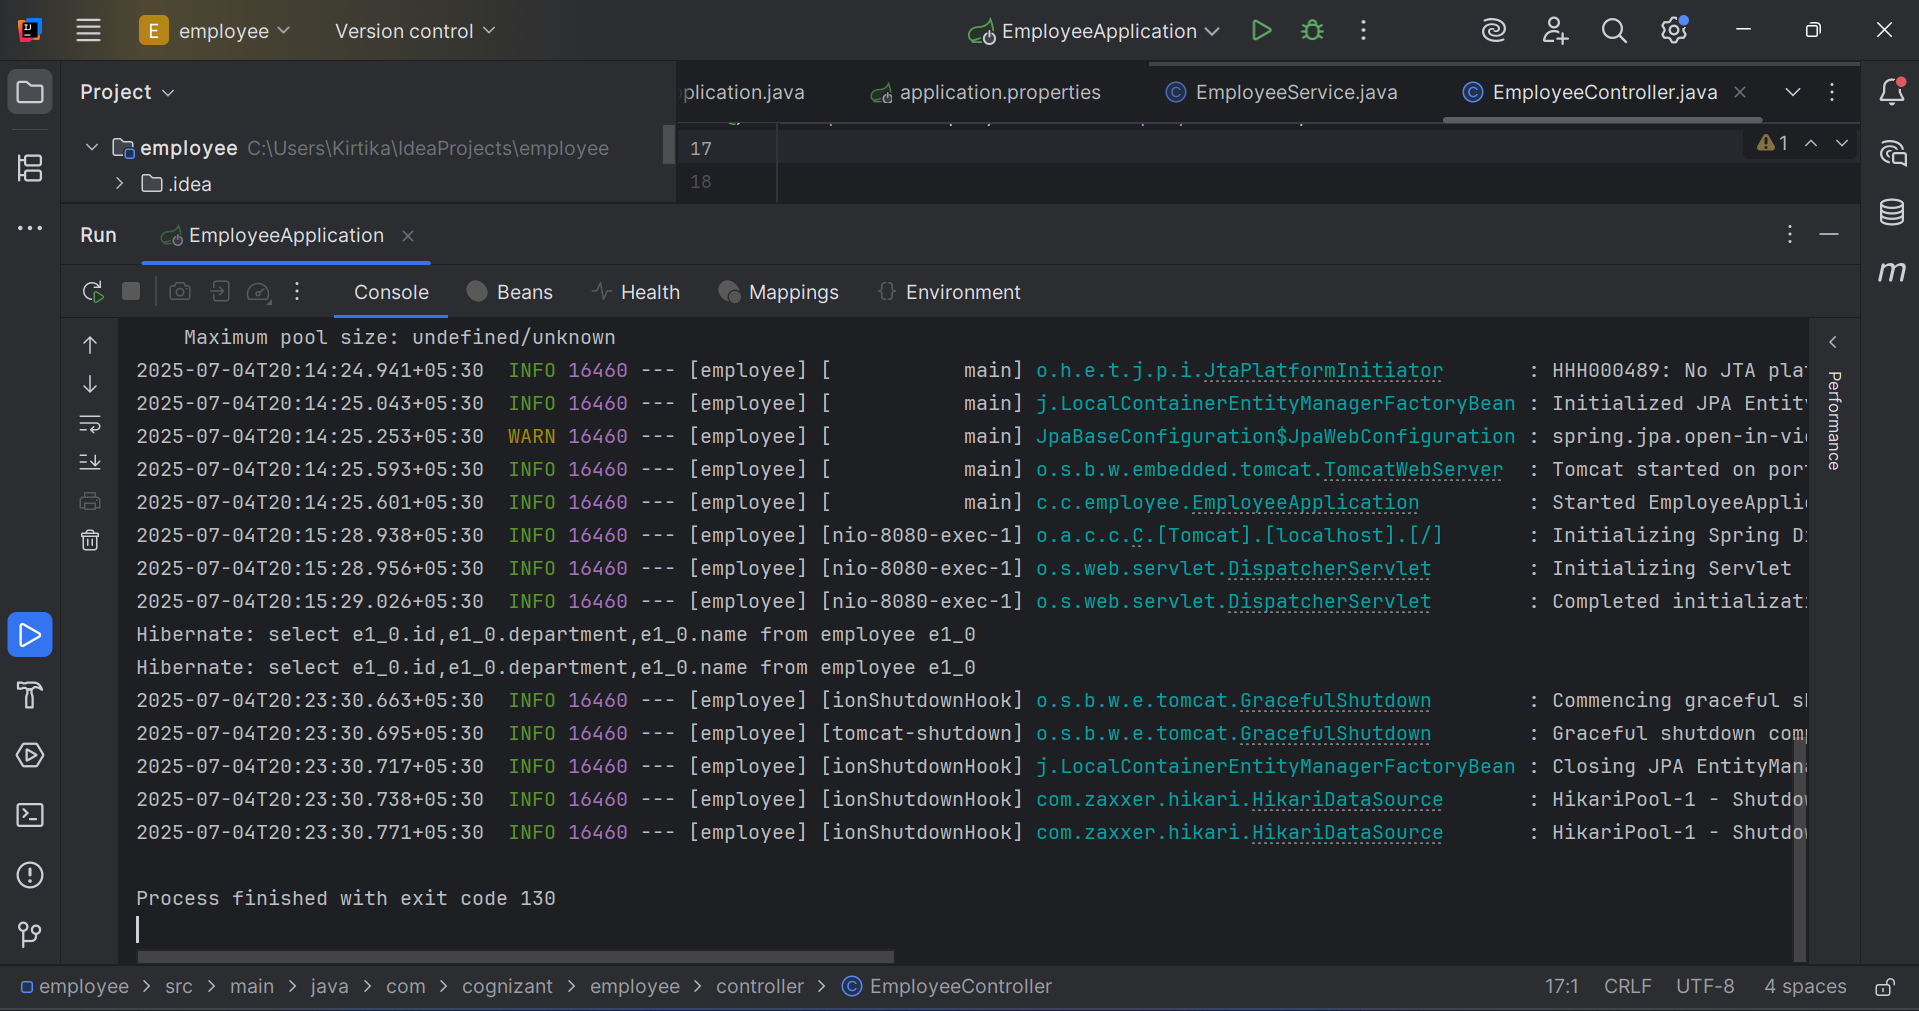 E employee Version control EmployeeApplication
Project
plication.java application.properties EmployeeService.java EmployeeController.java
employee C:\Users\Kirtika\IdeaProjects\employee
17
1
.idea
18
Run EmployeeApplication
Console Beans Health Mappings Environment
Maximum pool size: undefined/unknown
2025-07-04T20:14:24.941+05:30 INFO 16460 --- [employee] [           main] o.h.e.t.j.p.i.JtaPlatformInitiator : HHH000489: No JTA pla
2025-07-04T20:14:25.043+05:30 INFO 16460 --- [employee] [           main] j.LocalContainerEntityManagerFactoryBean : Initialized JPA Entit
2025-07-04T20:14:25.253+05:30 WARN 16460 --- [employee] [           main] JpaBaseConfiguration$JpaWebConfiguration : spring.jpa.open-in-vi
2025-07-04T20:14:25.593+05:30 INFO 16460 --- [employee] [           main] o.s.b.w.embedded.tomcat.TomcatWebServer : Tomcat started on por
2025-07-04T20:14:25.601+05:30 INFO 16460 --- [employee] [           main] c.c.employee.EmployeeApplication : Started EmployeeAppli
2025-07-04T20:15:28.938+05:30 INFO 16460 --- [employee] [nio-8080-exec-1] o.a.c.c.C.[Tomcat].[localhost].[/] : Initializing Spring D
2025-07-04T20:15:28.956+05:30 INFO 16460 --- [employee] [nio-8080-exec-1] o.s.web.servlet.DispatcherServlet : Initializing Servlet
2025-07-04T20:15:29.026+05:30 INFO 16460 --- [employee] [nio-8080-exec-1] o.s.web.servlet.DispatcherServlet : Completed initializat
Hibernate: select e1_0.id,e1_0.department,e1_0.name from employee e1_0
Hibernate: select e1_0.id,e1_0.department,e1_0.name from employee e1_0
2025-07-04T20:23:30.663+05:30 INFO 16460 --- [employee] [ionShutdownHook] o.s.b.w.e.tomcat.GracefulShutdown : Commencing graceful s
2025-07-04T20:23:30.695+05:30 INFO 16460 --- [employee] [tomcat-shutdown] o.s.b.w.e.tomcat.GracefulShutdown : Graceful shutdown com
2025-07-04T20:23:30.717+05:30 INFO 16460 --- [employee] [ionShutdownHook] j.LocalContainerEntityManagerFactoryBean : Closing JPA EntityMan
2025-07-04T20:23:30.738+05:30 INFO 16460 --- [employee] [ionShutdownHook] com.zaxxer.hikari.HikariDataSource : HikariPool-1 - Shutdo
2025-07-04T20:23:30.771+05:30 INFO 16460 --- [employee] [ionShutdownHook] com.zaxxer.hikari.HikariDataSource : HikariPool-1 - Shutdo
Process finished with exit code 130
Performance
employee > src > main > java > com > cognizant > employee > controller > EmployeeController
17:1 CRLF UTF-8 4 spaces